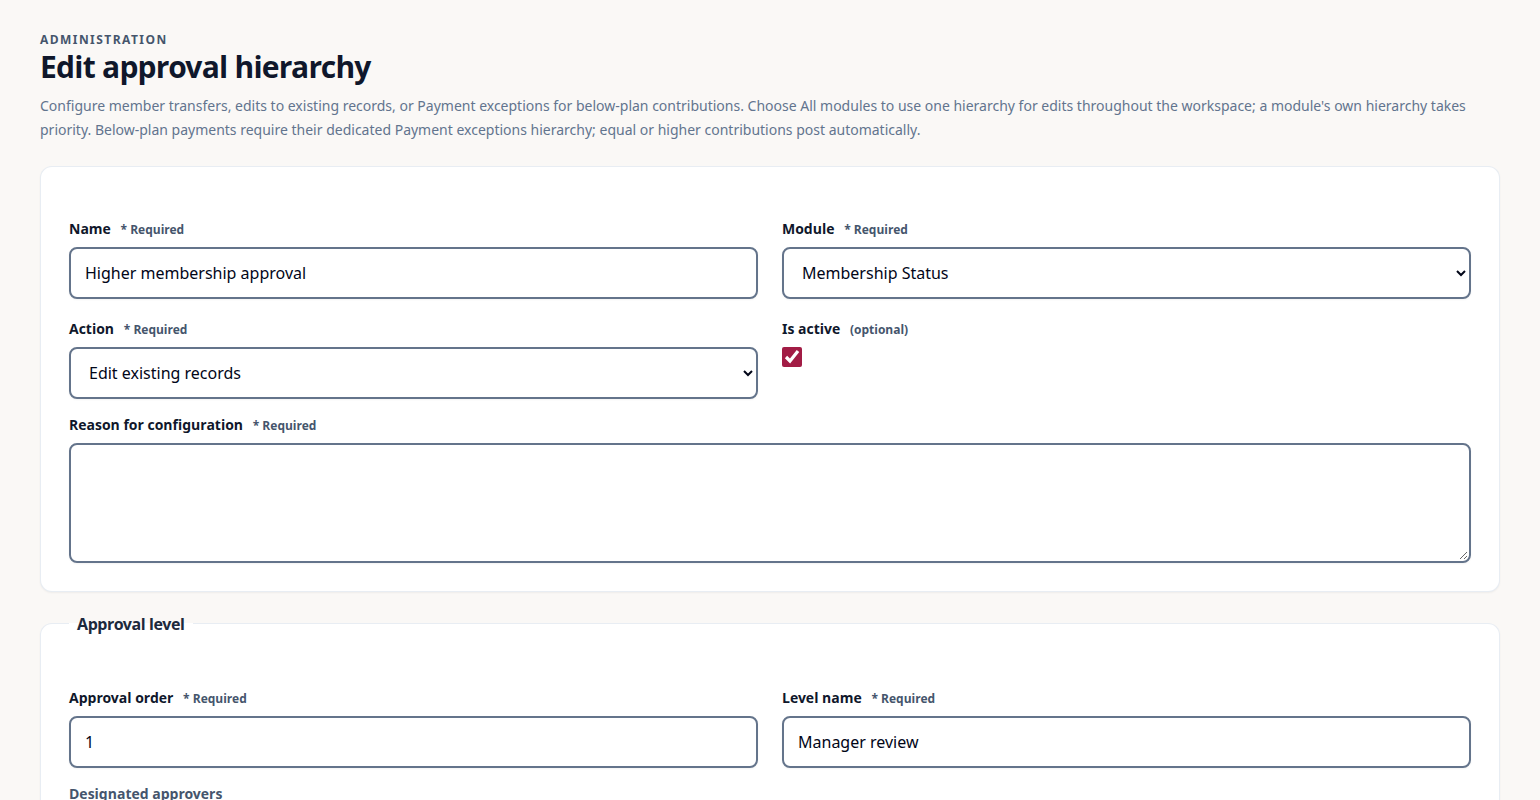 ADMINISTRATION
Edit approval hierarchy
Configure member transfers, edits to existing records, or Payment exceptions for below-plan contributions. Choose All modules to use one hierarchy for edits throughout the workspace; a module's own hierarchy takes
priority. Below-plan payments require their dedicated Payment exceptions hierarchy; equal or higher contributions post automatically.
Name * Required
Module * Required
Higher membership approval
Membership Status
Action * Required
Is active (optional)
Edit existing records
Reason for configuration * Required
Approval level
Approval order * Required
Level name * Required
1
Manager review
Designated approvers